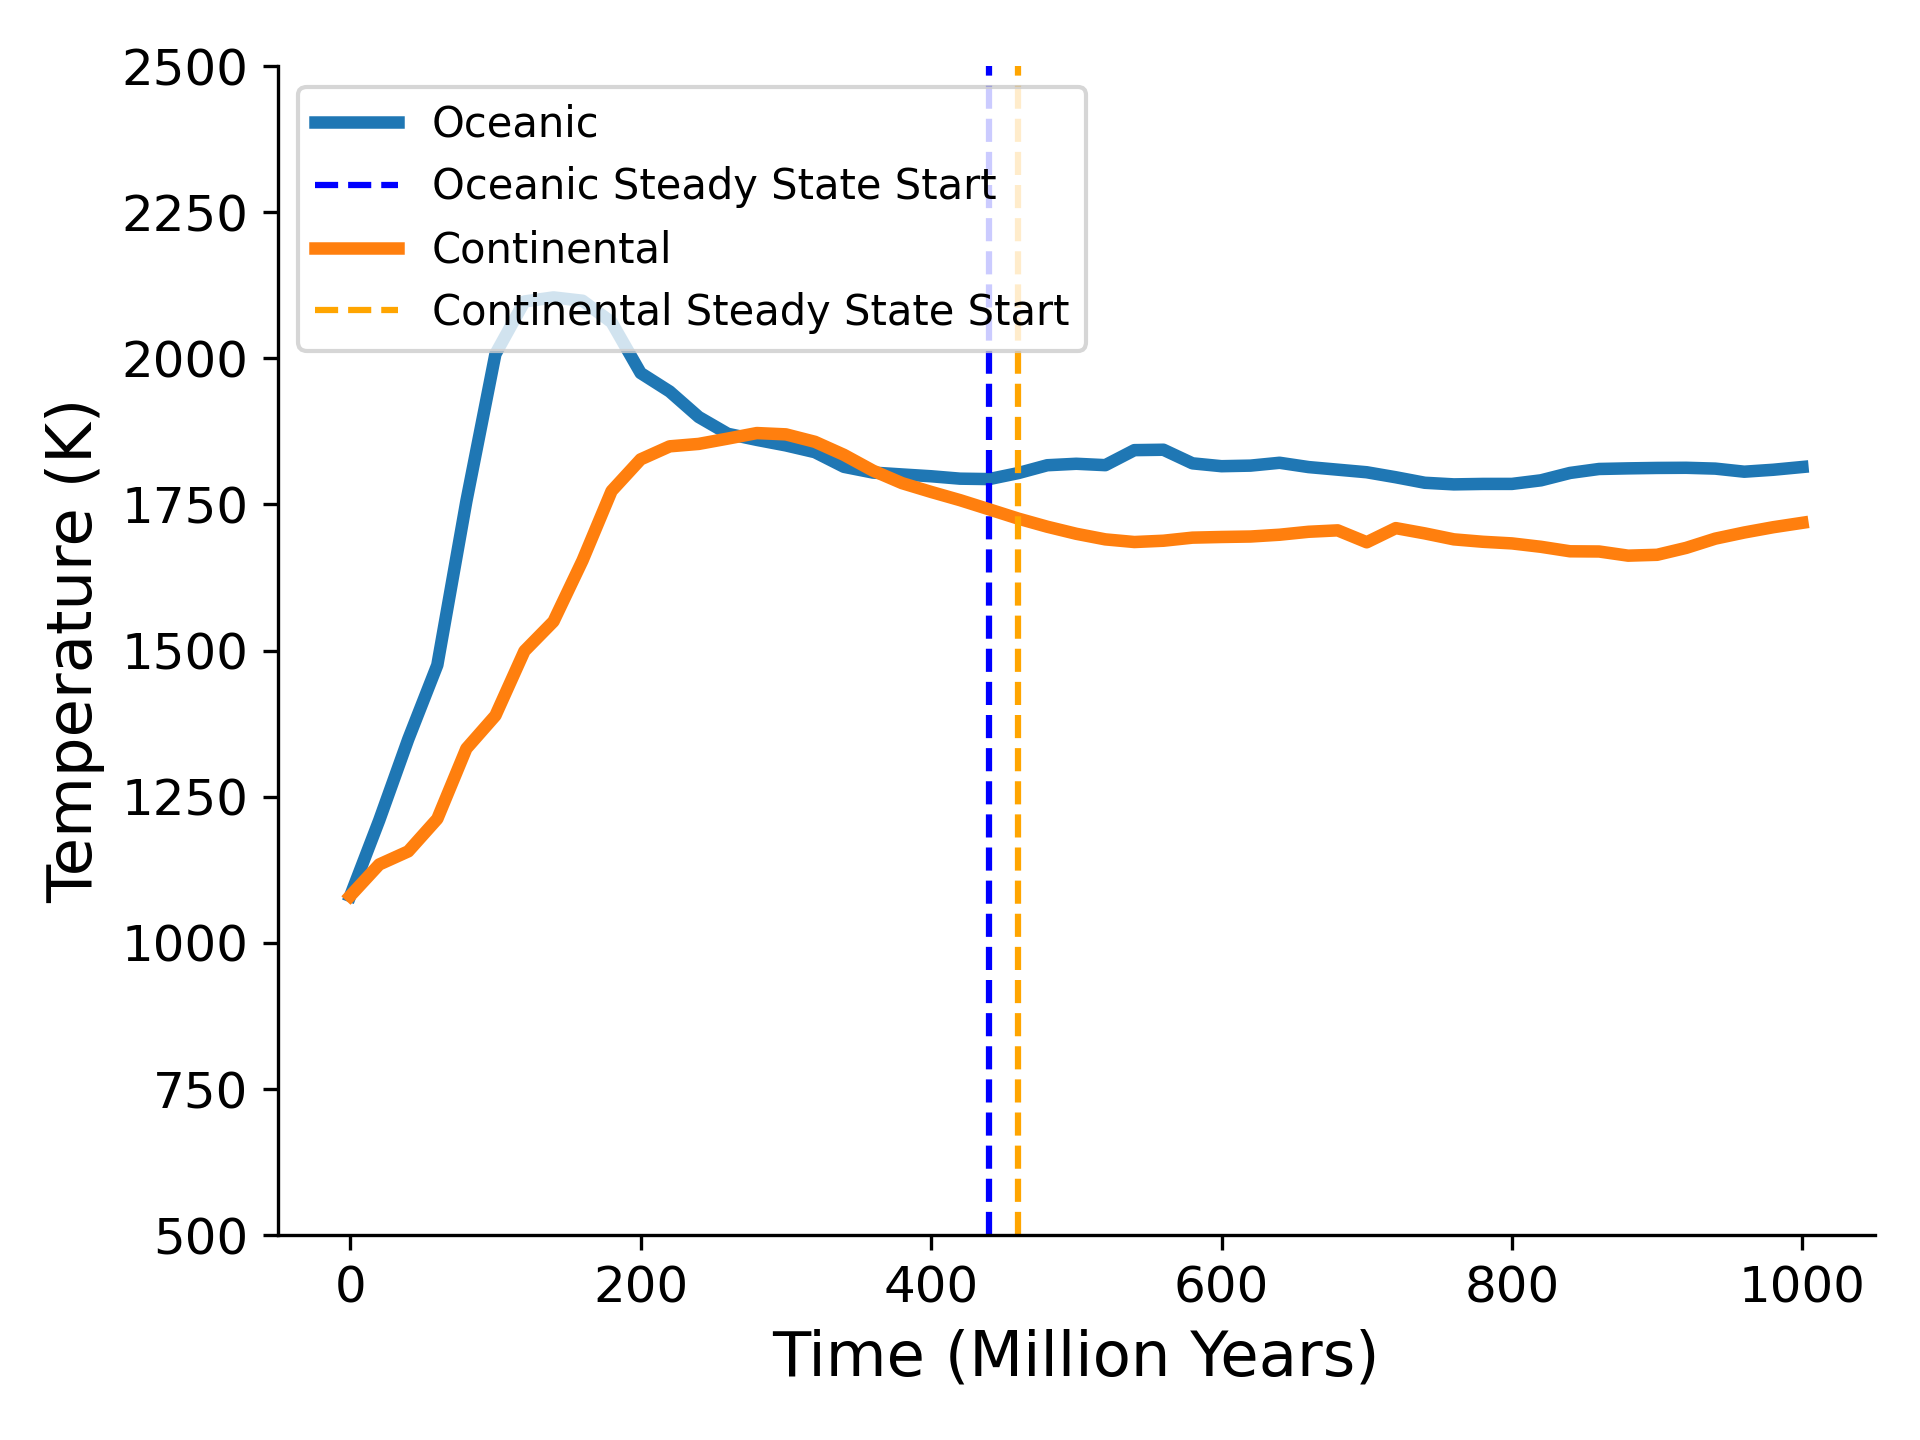 2500
2250
2000
1750
1500
1250
1000
750
500
Temperature (K)
Oceanic
Oceanic Steady State Start
Continental
Continental Steady State Start
0 200 400 600 800 1000
Time (Million Years)